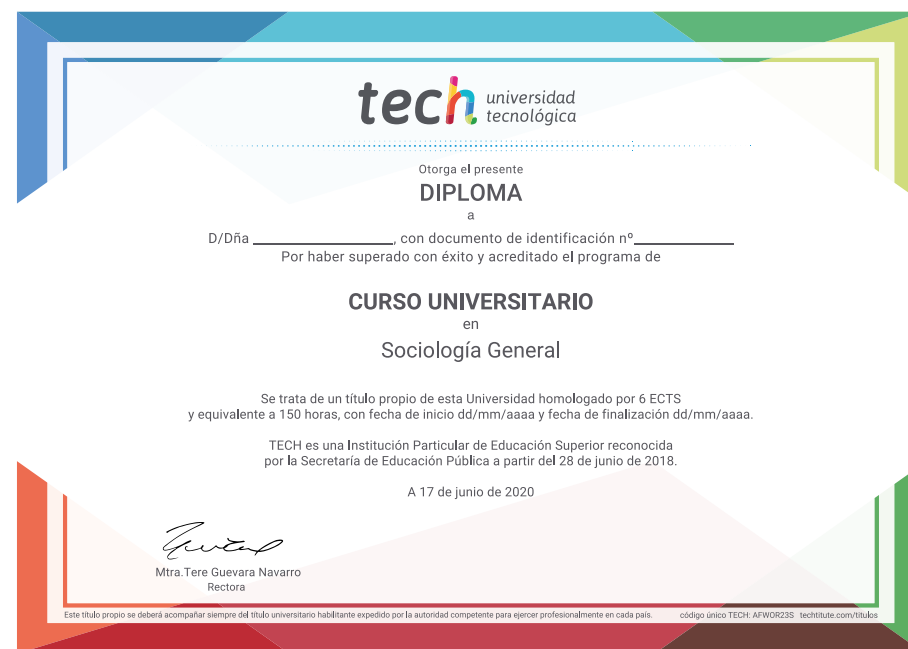 tech universidad
tecnológica
Otorga el presente
DIPLOMA
a
D/Dña ____________________, con documento de identificación nº______________
Por haber superado con éxito y acreditado el programa de
CURSO UNIVERSITARIO
en
Sociología General
Se trata de un título propio de esta Universidad homologado por 6 ECTS
y equivalente a 150 horas, con fecha de inicio dd/mm/aaaa y fecha de finalización dd/mm/aaaa.
TECH es una Institución Particular de Educación Superior reconocida
por la Secretaría de Educación Pública a partir del 28 de junio de 2018.
A 17 de junio de 2020
Mtra.Tere Guevara Navarro
Rectora
Este título propio se deberá acompañar siempre del título universitario habilitante expedido por la autoridad competente para ejercer profesionalmente en cada país. código único TECH: AFWOR23S techtitute.com/titulos